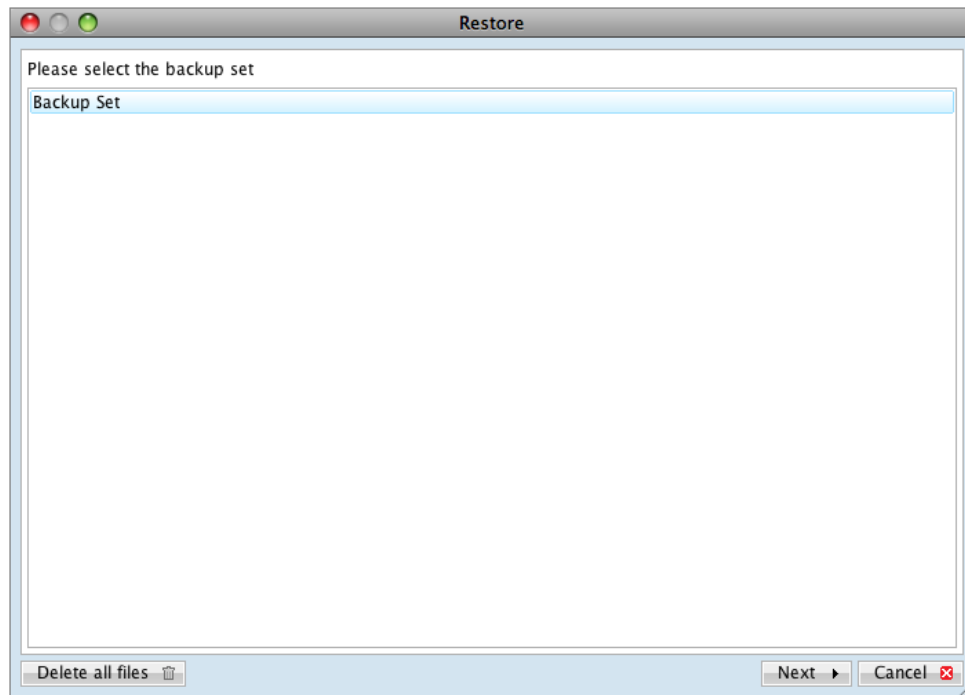 Restore
Please select the backup set
Backup Set
Delete all files
Next
Cancel